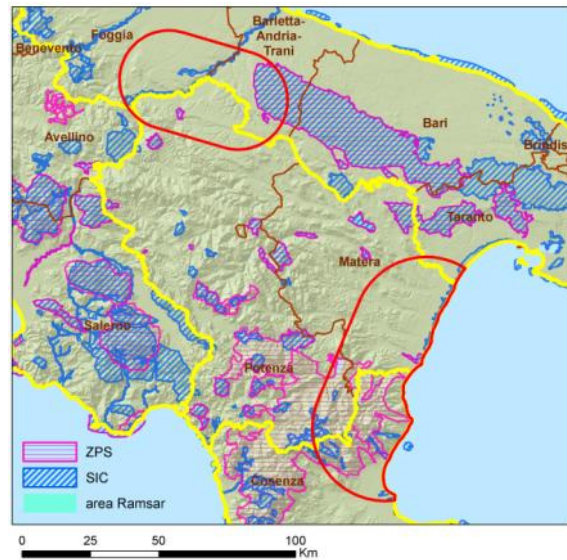 Barletta-
Foggia Andria-
Benevento Trani
Bari
Avellino Brindisi
Taranto
Matera
Salerno
Potenza
ZPS
SIC
Cosenza
area Ramsar
0 25 50 100
Km